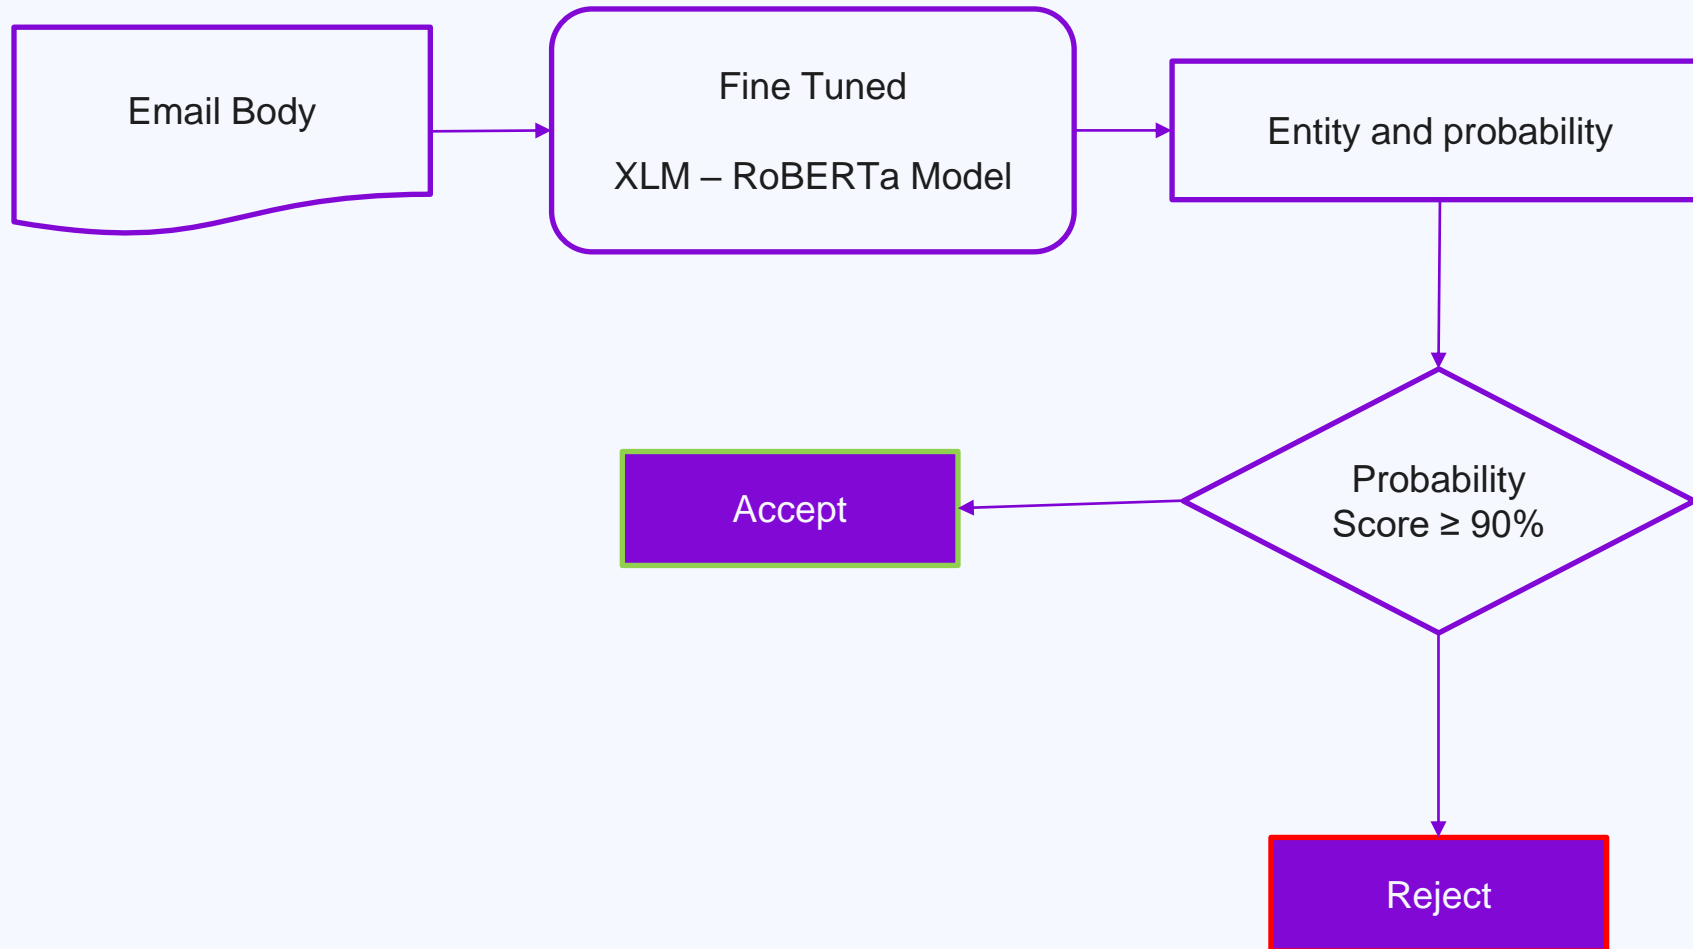 Email Body
Fine Tuned
XLM – RoBERTa Model
Entity and probability
Probability
Score ≥ 90%
Accept
Reject